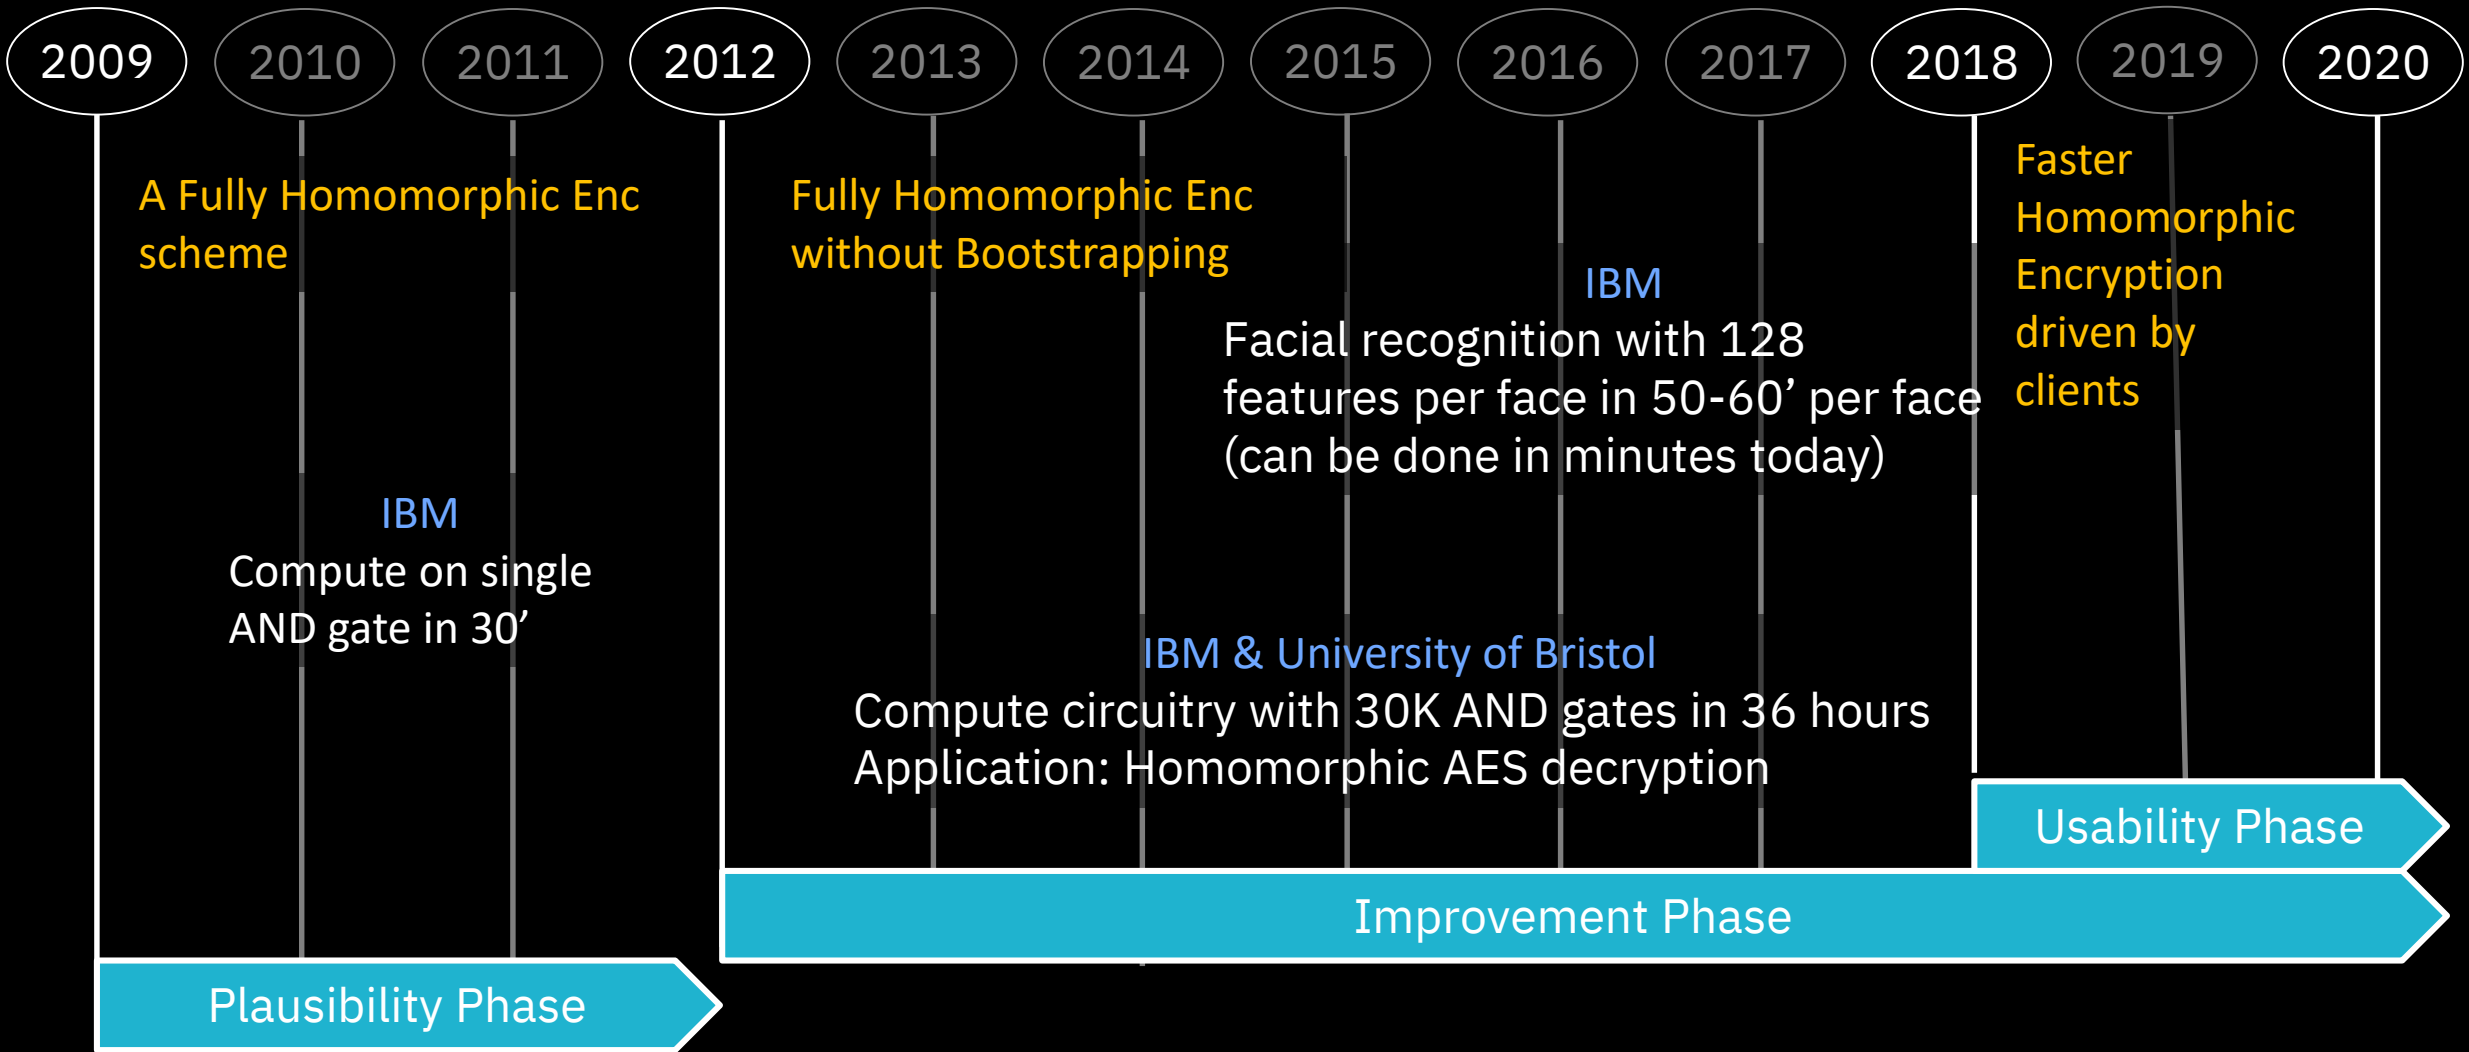 2009
2010
2011
2012
2013
2014
2015
2016
2017
2018
2019
2020
A Fully Homomorphic Enc
scheme
Fully Homomorphic Enc
without Bootstrapping
Faster
Homomorphic
Encryption
driven by
clients
IBM
Facial recognition with 128
features per face in 50-60’ per face
(can be done in minutes today)
IBM
Compute on single
AND gate in 30’
IBM & University of Bristol
Compute circuitry with 30K AND gates in 36 hours
Application: Homomorphic AES decryption
Usability Phase
Improvement Phase
Plausibility Phase